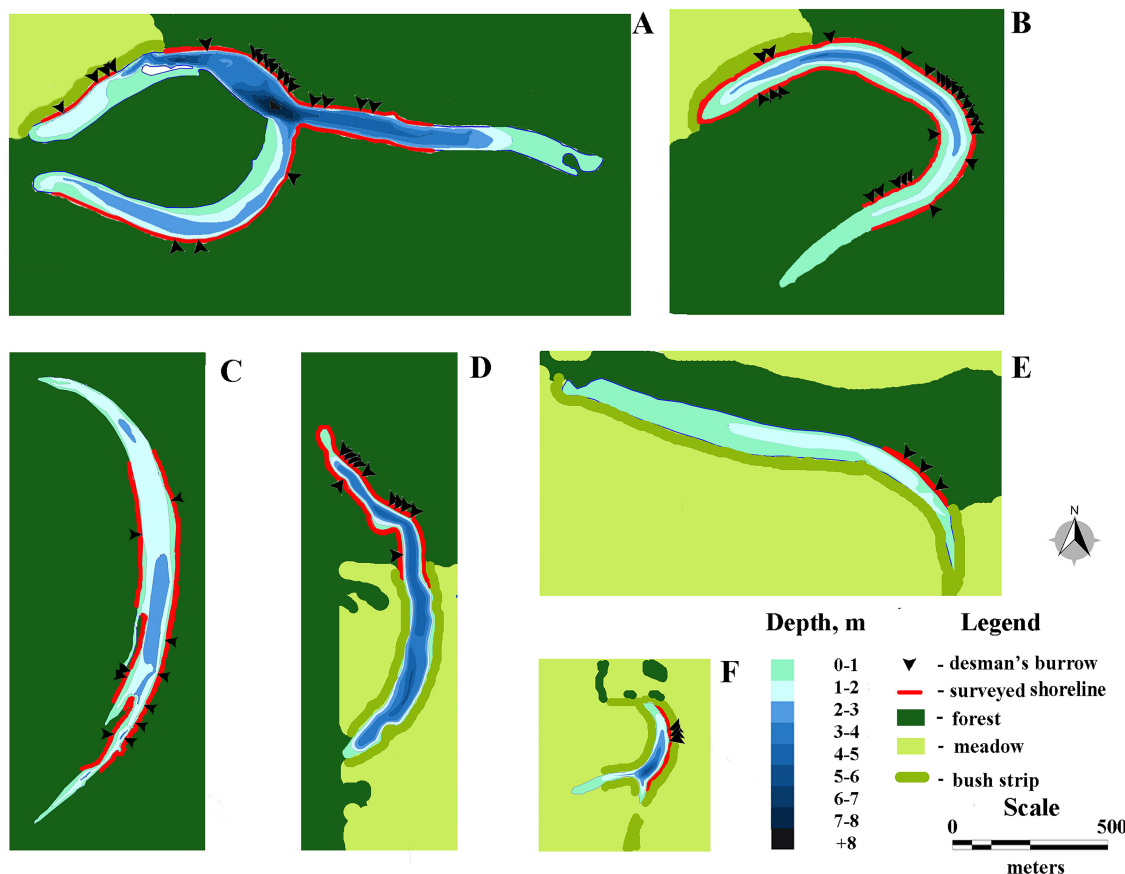 A
B
C
D
E
F
N
Depth, m
0-1
1-2
2-3
3-4
4-5
5-6
6-7
7-8
+8
Legend
- desman's burrow
- surveyed shoreline
- forest
- meadow
- bush strip
Scale
0 500
meters